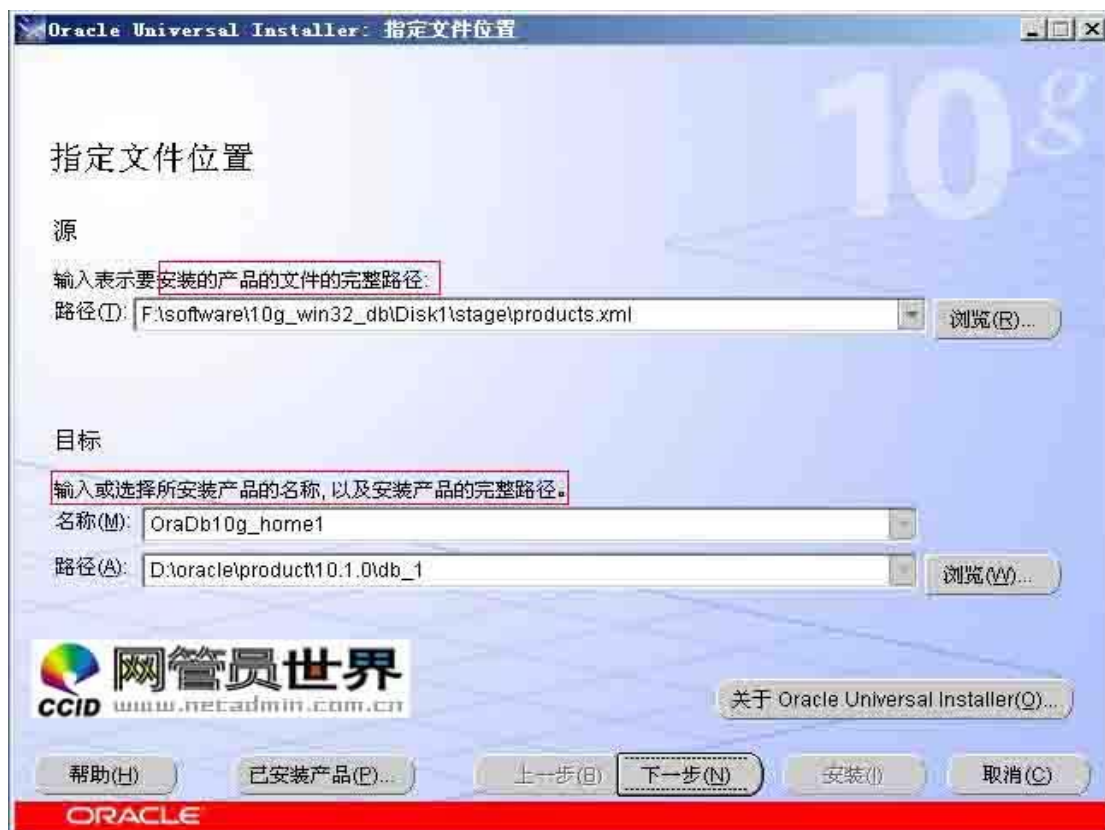 Oracle Universal Installer: 指定文件位置
10g
指定文件位置
源
输入表示要安装的产品的文件的完整路径:
路径(T): F:\software\10g_win32_db\Disk1\stage\products.xml 浏览(R)...
目标
输入或选择所安装产品的名称, 以及安装产品的完整路径。
名称(M): OraDb10g_home1
路径(A): D:\oracle\product\10.1.0\db_1 浏览(W)...
网管员世界
CCID www.netadmin.com.cn
关于 Oracle Universal Installer(O)...
帮助(H) 已安装产品(P)... 上一步(B) 下一步(N) 安装(I) 取消(C)
ORACLE